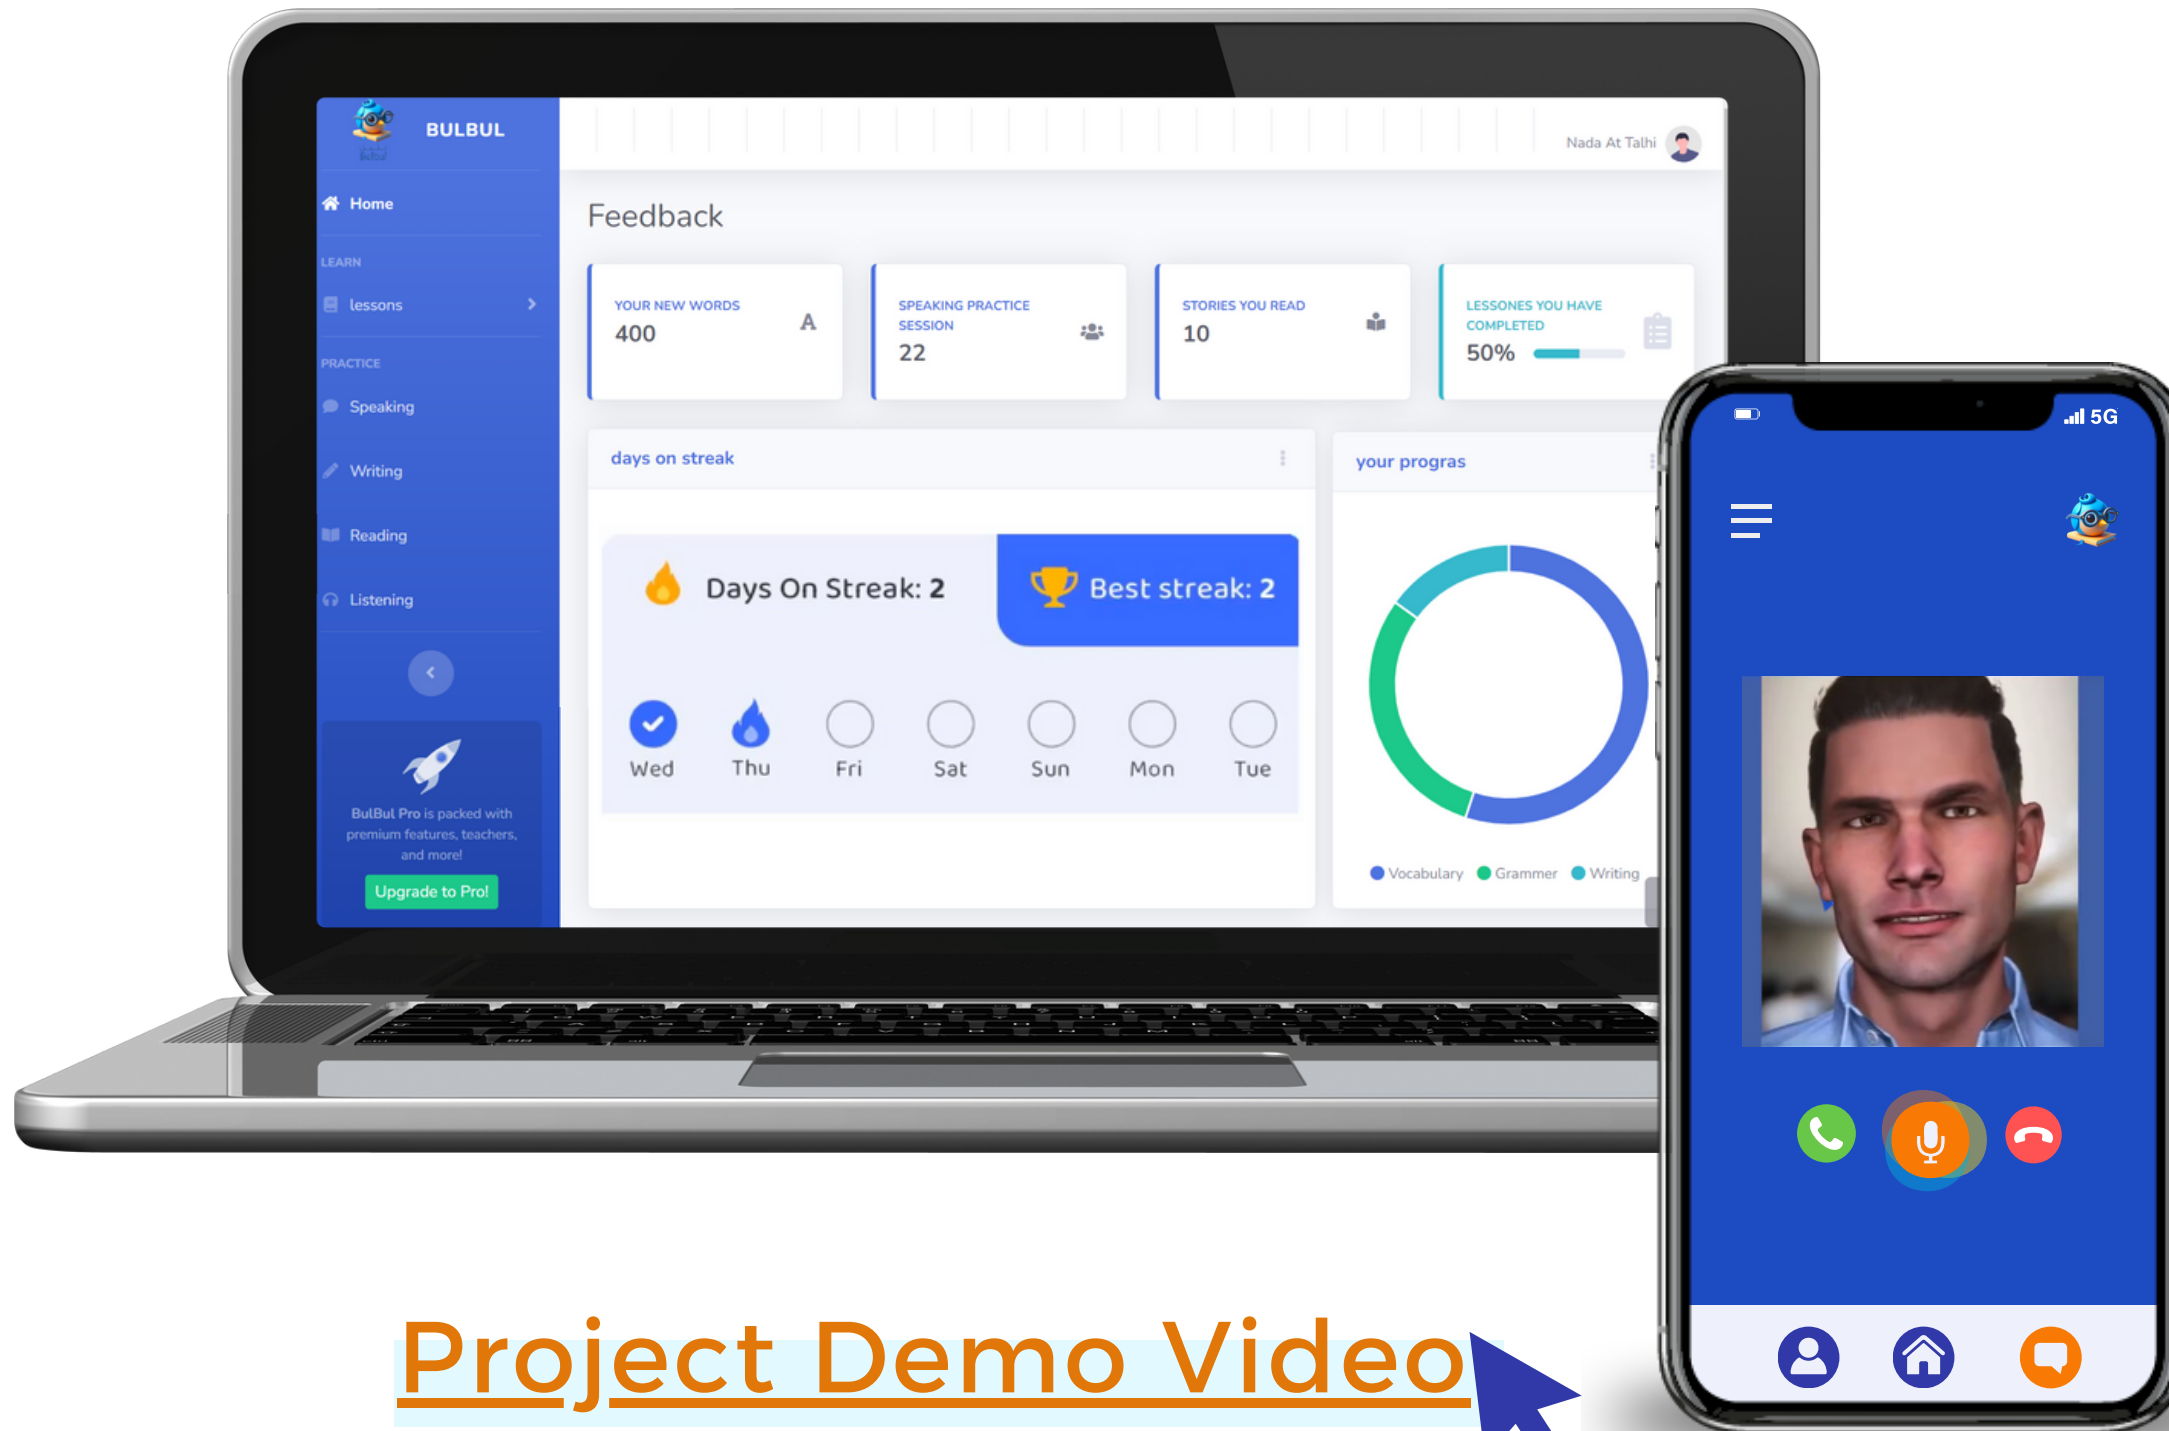 BULBUL
Nada At Talhi
Home
LEARN
lessons
PRACTICE
Speaking
Writing
Reading
Listening
BulBul Pro is packed with
premium features, teachers,
and more!
Upgrade to Pro!
Feedback
YOUR NEW WORDS
400
A
SPEAKING PRACTICE
SESSION
22
STORIES YOU READ
10
LESSONES YOU HAVE
COMPLETED
50%
days on streak
Days On Streak: 2
Best streak: 2
Wed Thu Fri Sat Sun Mon Tue
your progras
Vocabulary Grammer Writing
5G
Project Demo Video